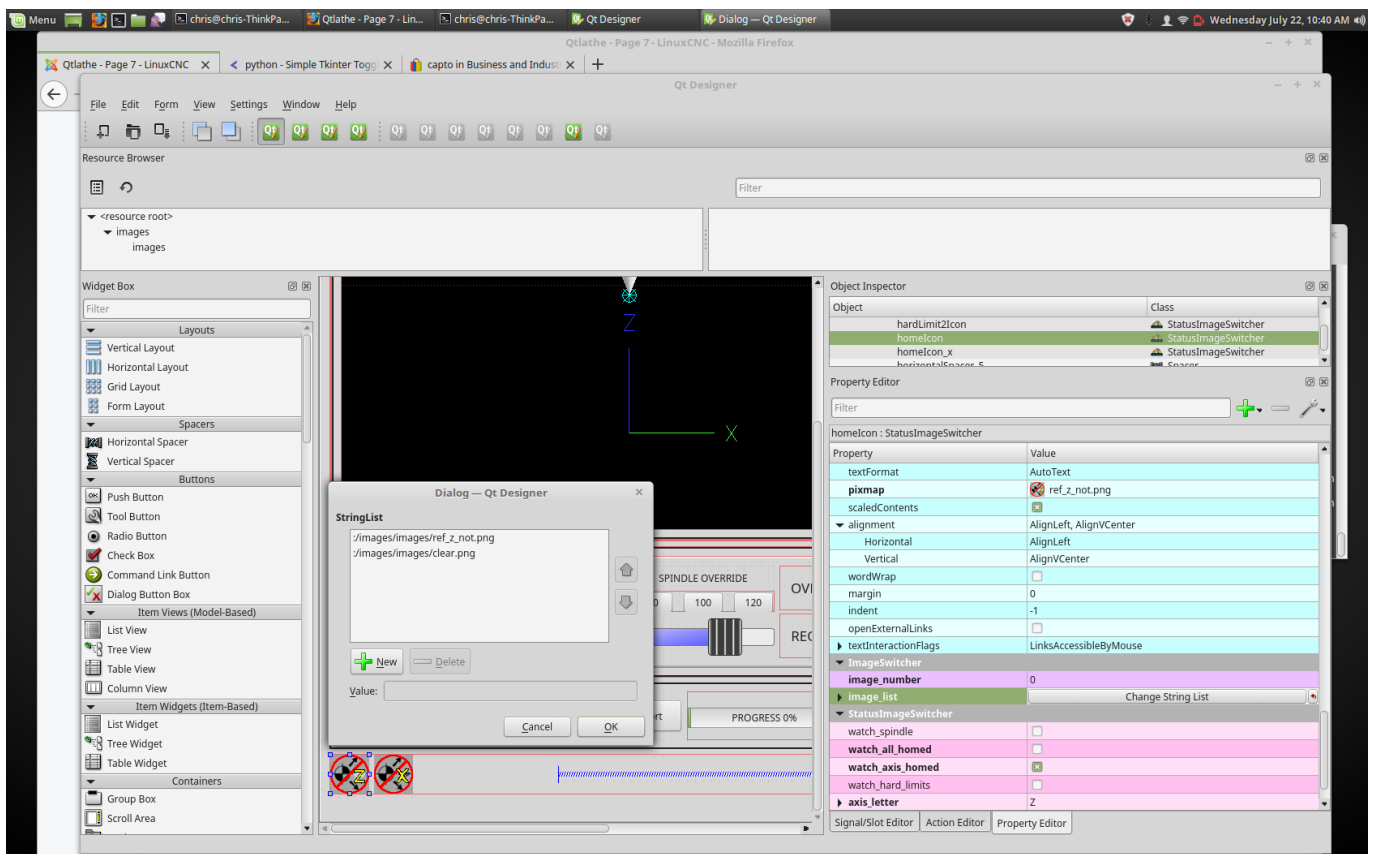 Menu chris@chris-ThinkPa... Qtlathe - Page 7 - Lin... chris@chris-ThinkPa... Qt Designer Dialog — Qt Designer Wednesday July 22, 10:40 AM
Qtlathe - Page 7 - LinuxCNC - Mozilla Firefox
Qtlathe - Page 7 - LinuxCNC python - Simple Tkinter Togg capto in Business and Indust
Qt Designer
File Edit Form View Settings Window Help
Resource Browser
Filter
<resource root>
images
images
Widget Box
Filter
Layouts
Vertical Layout
Horizontal Layout
Grid Layout
Form Layout
Spacers
Horizontal Spacer
Vertical Spacer
Buttons
Push Button
Tool Button
Radio Button
Check Box
Command Link Button
Dialog Button Box
Item Views (Model-Based)
List View
Tree View
Table View
Column View
Item Widgets (Item-Based)
List Widget
Tree Widget
Table Widget
Containers
Group Box
Scroll Area
Z
X
Dialog — Qt Designer
StringList
:/images/images/ref_z_not.png
:/images/images/clear.png
New Delete
Value:
Cancel OK
SPINDLE OVERRIDE
0 100 120
OV
REC
rt
PROGRESS 0%
Z X
Object Inspector
Object Class
hardLimit2Icon StatusImageSwitcher
homeIcon StatusImageSwitcher
homeIcon_x StatusImageSwitcher
horizontalSpacer_5 Spacer
Property Editor
Filter
homeIcon : StatusImageSwitcher
Property Value
textFormat AutoText
pixmap ref_z_not.png
scaledContents
alignment AlignLeft, AlignVCenter
Horizontal AlignLeft
Vertical AlignVCenter
wordWrap
margin 0
indent -1
openExternalLinks
textInteractionFlags LinksAccessibleByMouse
ImageSwitcher
image_number 0
image_list Change String List
StatusImageSwitcher
watch_spindle
watch_all_homed
watch_axis_homed
watch_hard_limits
axis_letter Z
Signal/Slot Editor Action Editor Property Editor